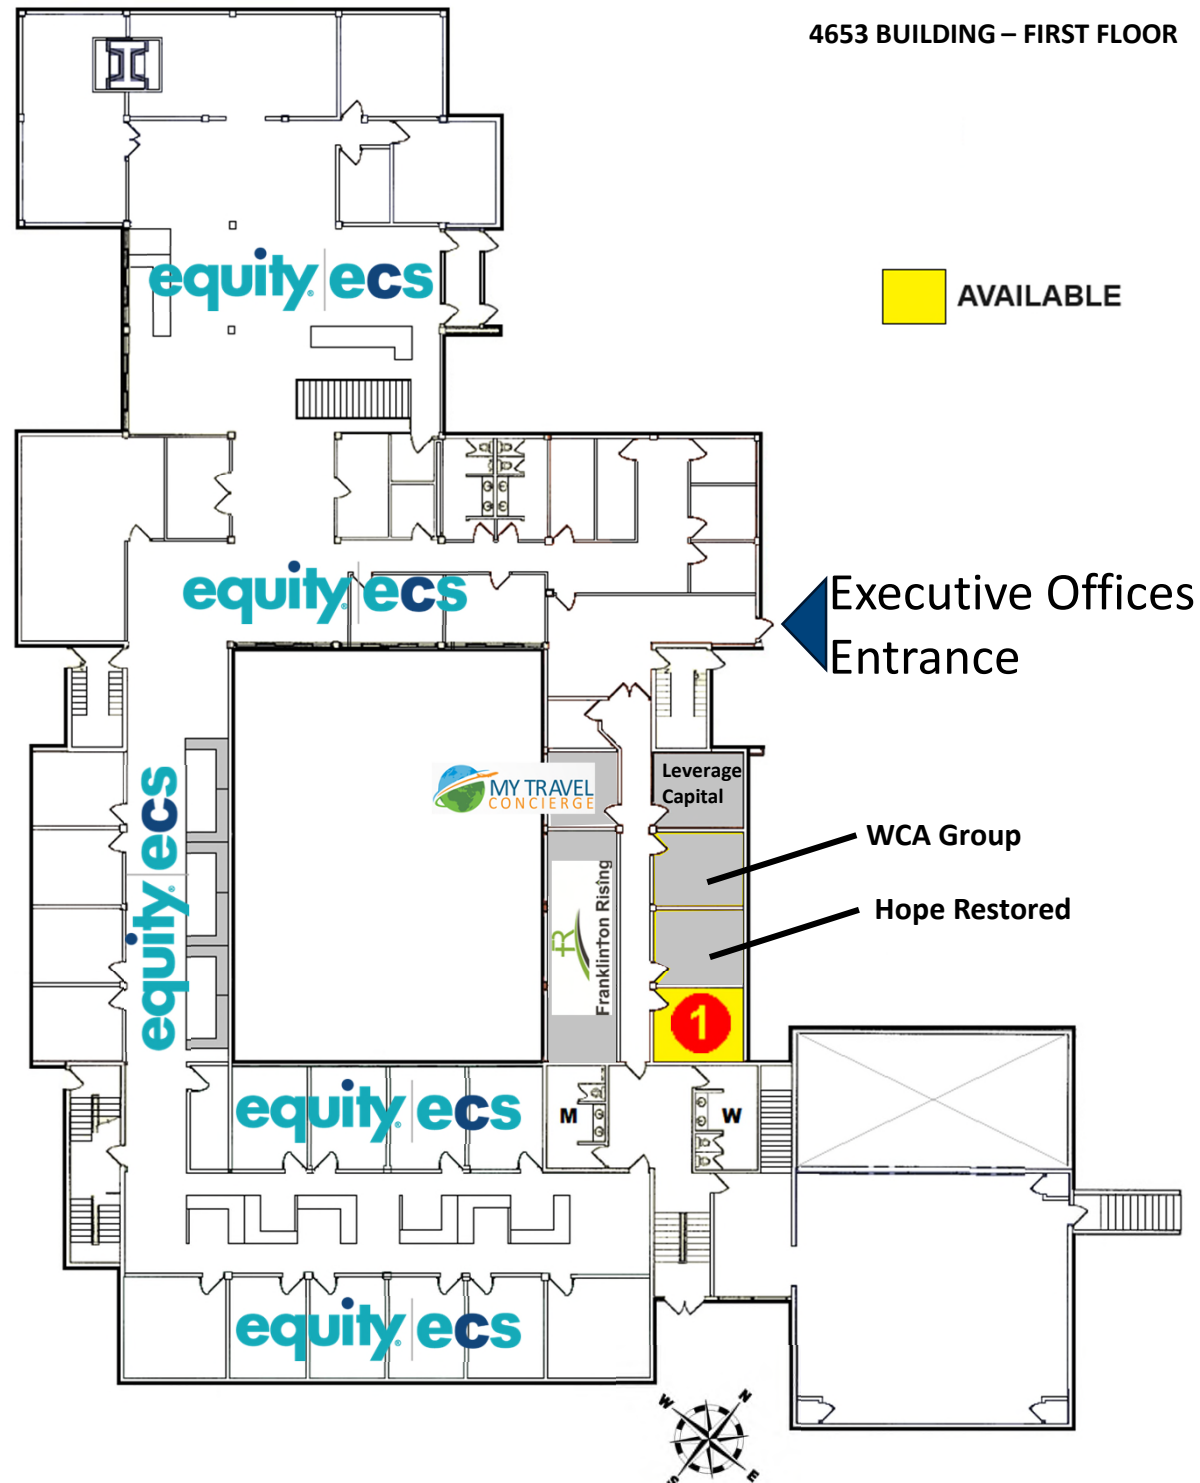 4653 BUILDING – FIRST FLOOR
equity ecs
AVAILABLE
equity ecs
Executive Offices
Entrance
equity ecs
MY TRAVEL
CONCIERGE
Leverage
Capital
WCA Group
Franklinton Rising
FR
Hope Restored
1
equity ecs
M
W
equity ecs
W
N
S
E